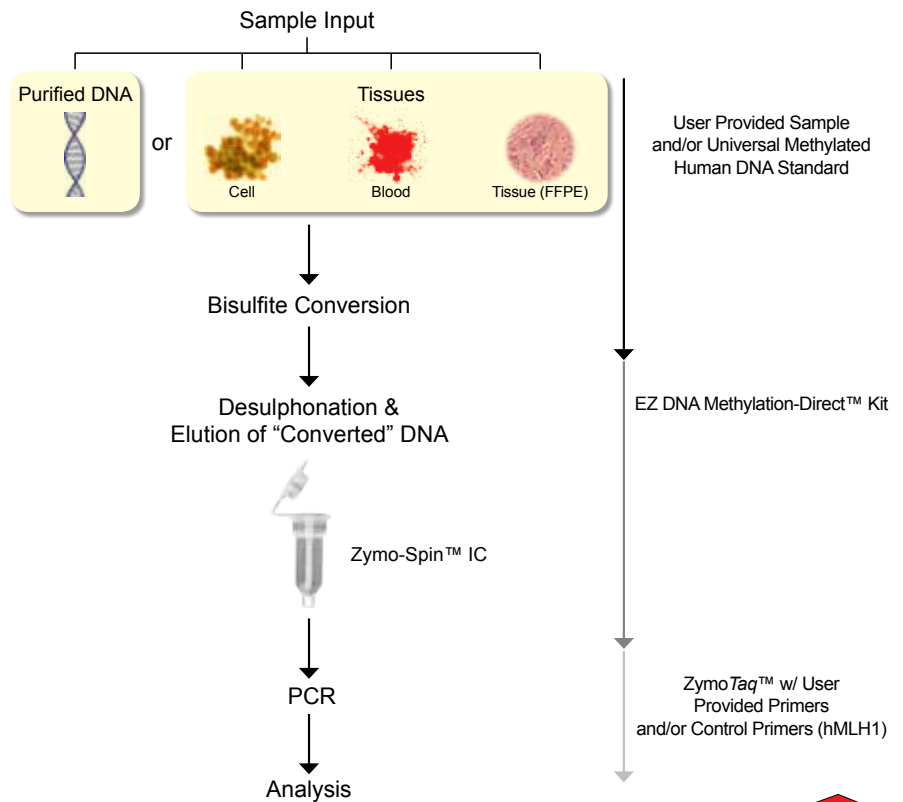 Sample Input
Purified DNA
or
Tissues
Cell
Blood
Tissue (FFPE)
User Provided Sample
and/or Universal Methylated
Human DNA Standard
Bisulfite Conversion
Desulphonation &
Elution of “Converted” DNA
EZ DNA Methylation-Direct™ Kit
Zymo-Spin™ IC
PCR
ZymoTaq™ w/ User
Provided Primers
and/or Control Primers (hMLH1)
Analysis